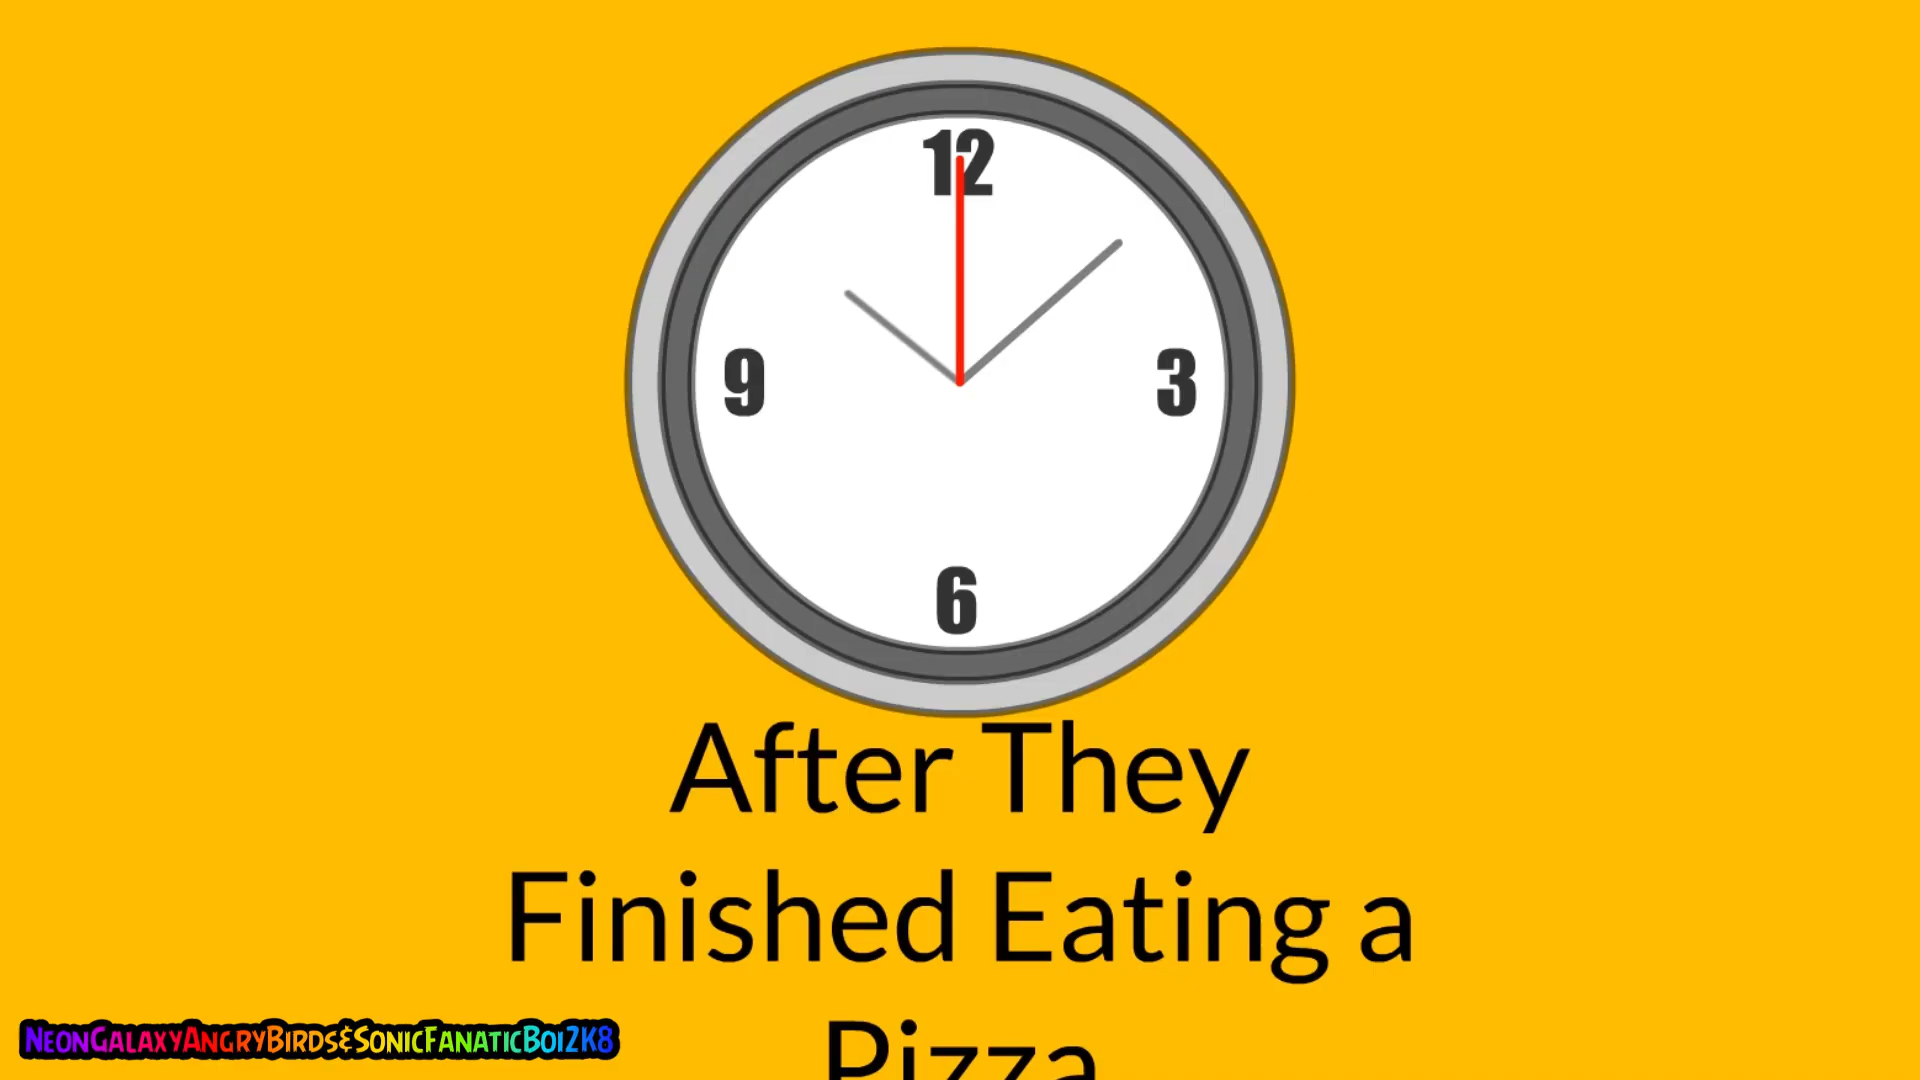 12
9
3
6
After They
Finished Eating a
Pizza
NeonGalaxyAngryBirds&SonicFanaticBoi2K8